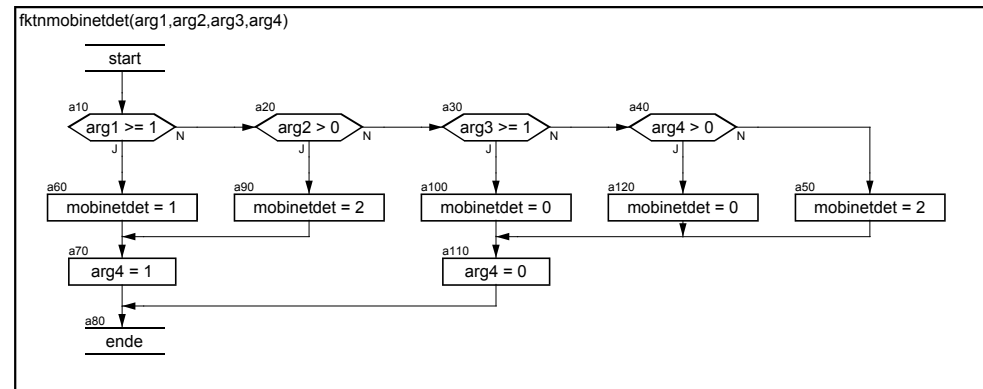 fktnmobinetdet(arg1,arg2,arg3,arg4)
start
a10
a20
a30
a40
arg1 >= 1
N
arg2 > 0
N
arg3 >= 1
N
arg4 > 0
N
J
J
J
J
a60
a90
a100
a120
a50
mobinetdet = 1
mobinetdet = 2
mobinetdet = 0
mobinetdet = 0
mobinetdet = 2
a70
a110
arg4 = 1
arg4 = 0
a80
ende